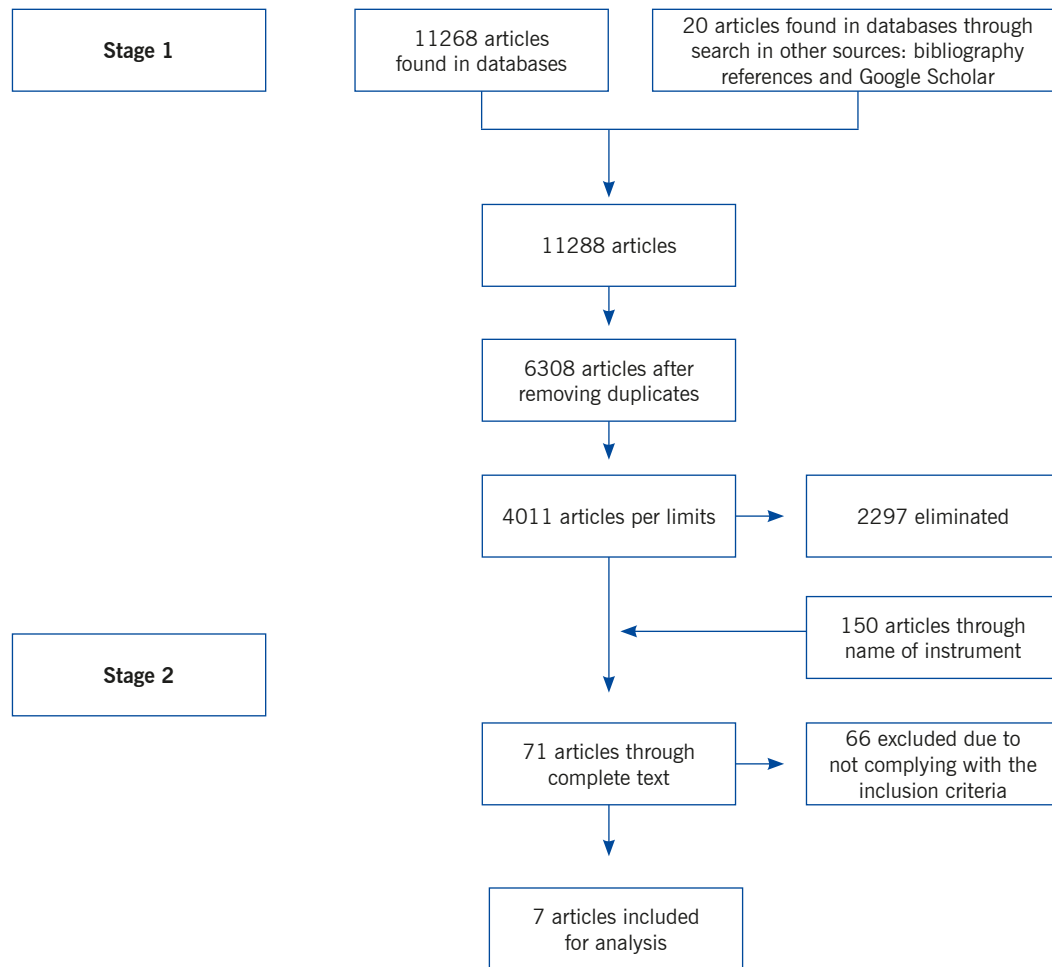 Stage 1
11268 articles
found in databases
20 articles found in databases through
search in other sources: bibliography
references and Google Scholar
11288 articles
6308 articles after
removing duplicates
4011 articles per limits
2297 eliminated
150 articles through
name of instrument
Stage 2
71 articles through
complete text
66 excluded due to
not complying with the
inclusion criteria
7 articles included
for analysis